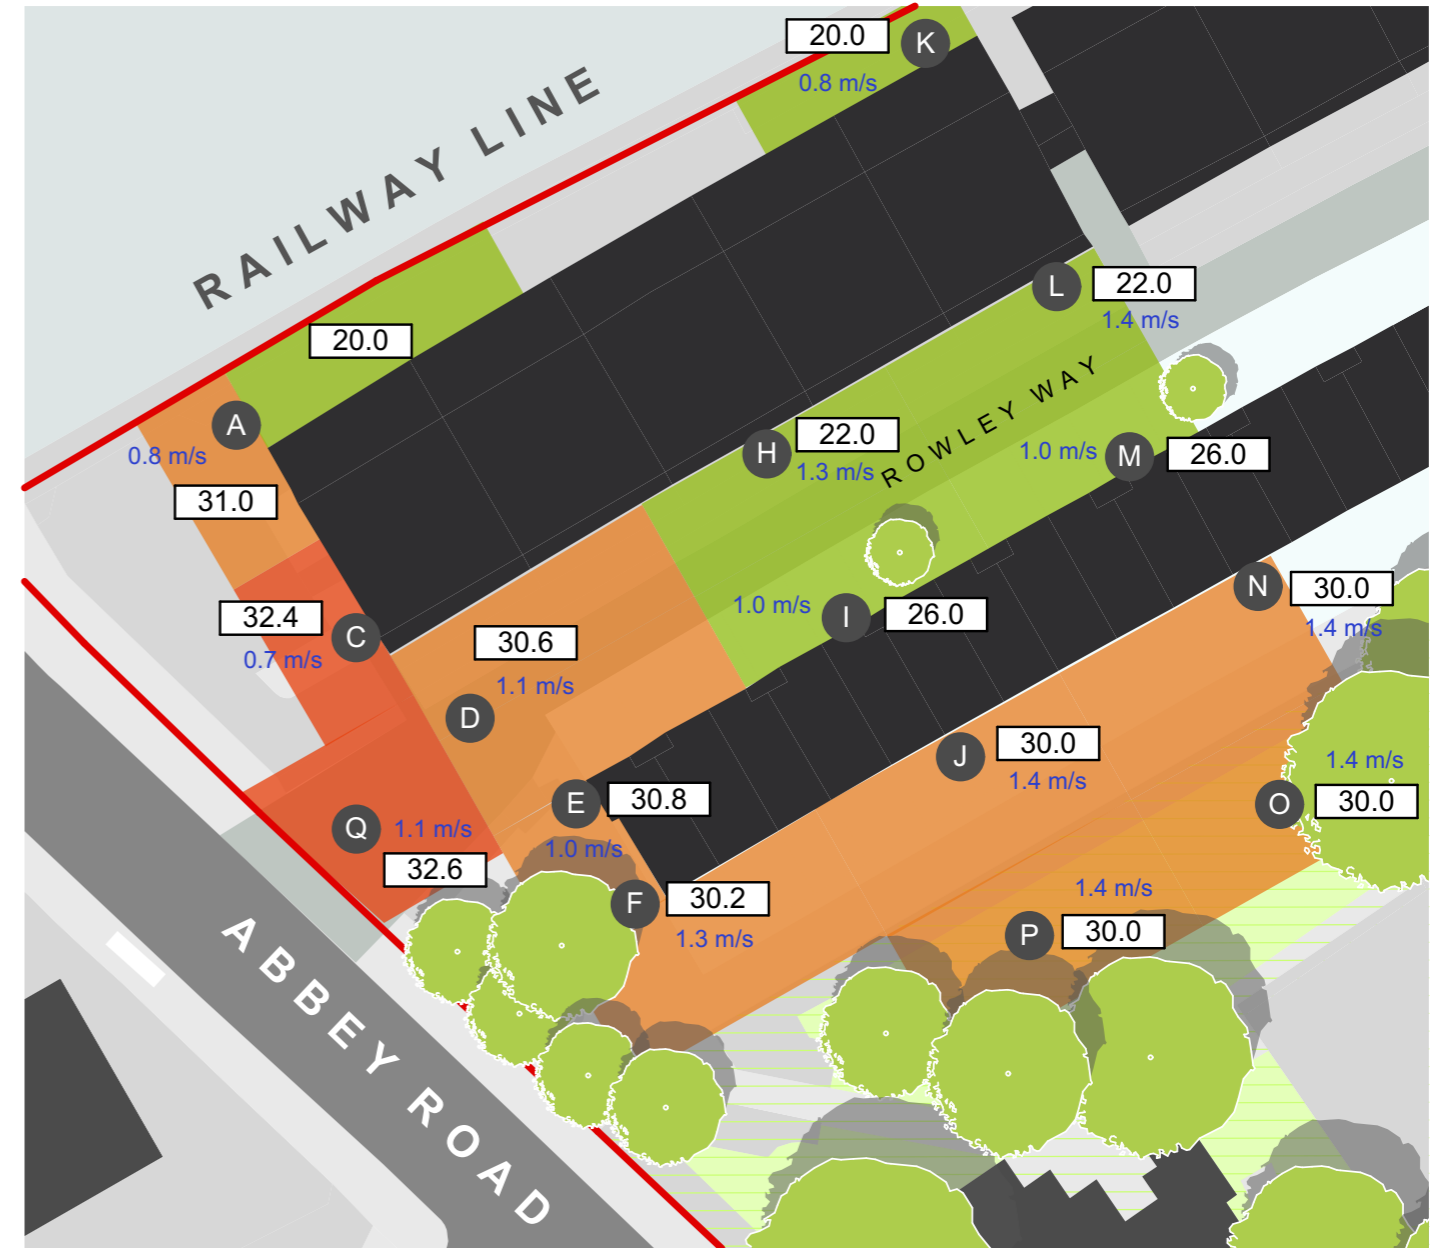 20.0
K
0.8 m/s
RAILWAY LINE
20.0
L
22.0
1.4 m/s
A
0.8 m/s
31.0
H
22.0
1.3 m/s
ROWLEY WAY
1.0 m/s
M
26.0
32.4
C
0.7 m/s
30.6
1.1 m/s
D
1.0 m/s
I
26.0
N
30.0
1.4 m/s
J
30.0
1.4 m/s
1.4 m/s
O
30.0
E
30.8
1.0 m/s
Q
1.1 m/s
32.6
F
30.2
1.3 m/s
1.4 m/s
P
30.0
ABBEY ROAD